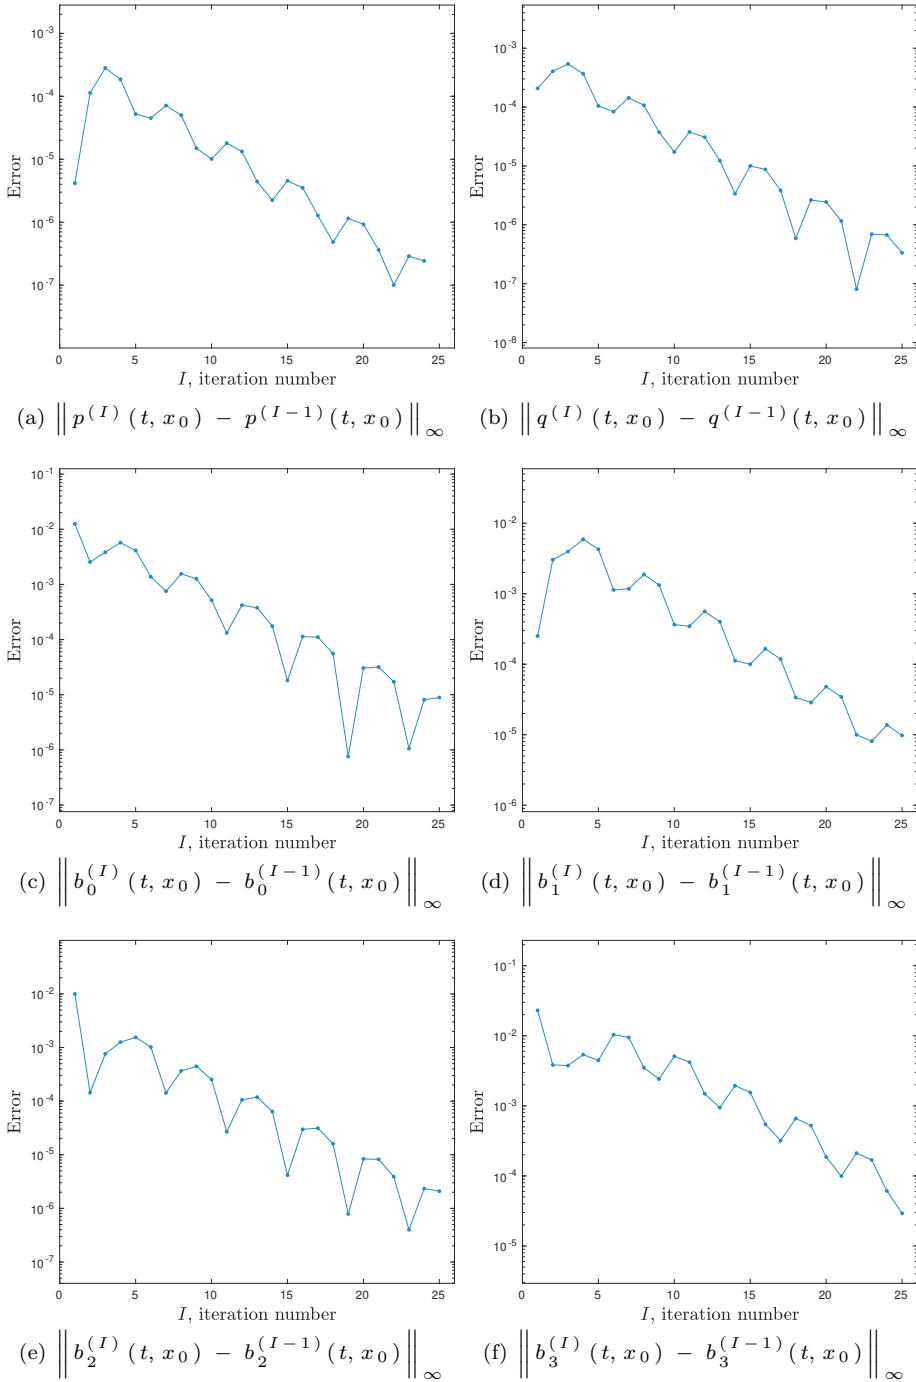 10^{-3}
10^{-4}
10^{-5}
10^{-6}
10^{-7}
Error
0 5 10 15 20 25
I, iteration number
(a) || p^{(I)} (t, x_0) − p^{(I−1)} (t, x_0) ||_∞
10^{-3}
10^{-4}
10^{-5}
10^{-6}
10^{-7}
10^{-8}
Error
0 5 10 15 20 25
I, iteration number
(b) || q^{(I)} (t, x_0) − q^{(I−1)} (t, x_0) ||_∞
10^{-1}
10^{-2}
10^{-3}
10^{-4}
10^{-5}
10^{-6}
10^{-7}
Error
0 5 10 15 20 25
I, iteration number
(c) || b_0^{(I)} (t, x_0) − b_0^{(I−1)} (t, x_0) ||_∞
10^{-2}
10^{-3}
10^{-4}
10^{-5}
10^{-6}
Error
0 5 10 15 20 25
I, iteration number
(d) || b_1^{(I)} (t, x_0) − b_1^{(I−1)} (t, x_0) ||_∞
10^{-2}
10^{-3}
10^{-4}
10^{-5}
10^{-6}
10^{-7}
Error
0 5 10 15 20 25
I, iteration number
(e) || b_2^{(I)} (t, x_0) − b_2^{(I−1)} (t, x_0) ||_∞
10^{-1}
10^{-2}
10^{-3}
10^{-4}
10^{-5}
Error
0 5 10 15 20 25
I, iteration number
(f) || b_3^{(I)} (t, x_0) − b_3^{(I−1)} (t, x_0) ||_∞